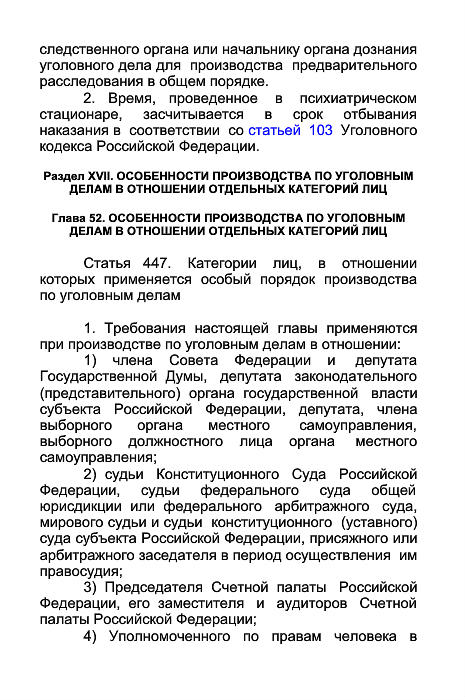 следственного органа или начальнику органа дознания
уголовного дела для производства предварительного
расследования в общем порядке.
2. Время, проведенное в психиатрическом
стационаре, засчитывается в срок отбывания
наказания в соответствии со статьей 103 Уголовного
кодекса Российской Федерации.
Раздел XVII. ОСОБЕННОСТИ ПРОИЗВОДСТВА ПО УГОЛОВНЫМ
ДЕЛАМ В ОТНОШЕНИИ ОТДЕЛЬНЫХ КАТЕГОРИЙ ЛИЦ
Глава 52. ОСОБЕННОСТИ ПРОИЗВОДСТВА ПО УГОЛОВНЫМ
ДЕЛАМ В ОТНОШЕНИИ ОТДЕЛЬНЫХ КАТЕГОРИЙ ЛИЦ
Статья 447. Категории лиц, в отношении
которых применяется особый порядок производства
по уголовным делам
1. Требования настоящей главы применяются
при производстве по уголовным делам в отношении:
1) члена Совета Федерации и депутата
Государственной Думы, депутата законодательного
(представительного) органа государственной власти
субъекта Российской Федерации, депутата, члена
выборного органа местного самоуправления,
выборного должностного лица органа местного
самоуправления;
2) судьи Конституционного Суда Российской
Федерации, судьи федерального суда общей
юрисдикции или федерального арбитражного суда,
мирового судьи и судьи конституционного (уставного)
суда субъекта Российской Федерации, присяжного или
арбитражного заседателя в период осуществления им
правосудия;
3) Председателя Счетной палаты Российской
Федерации, его заместителя и аудиторов Счетной
палаты Российской Федерации;
4) Уполномоченного по правам человека в